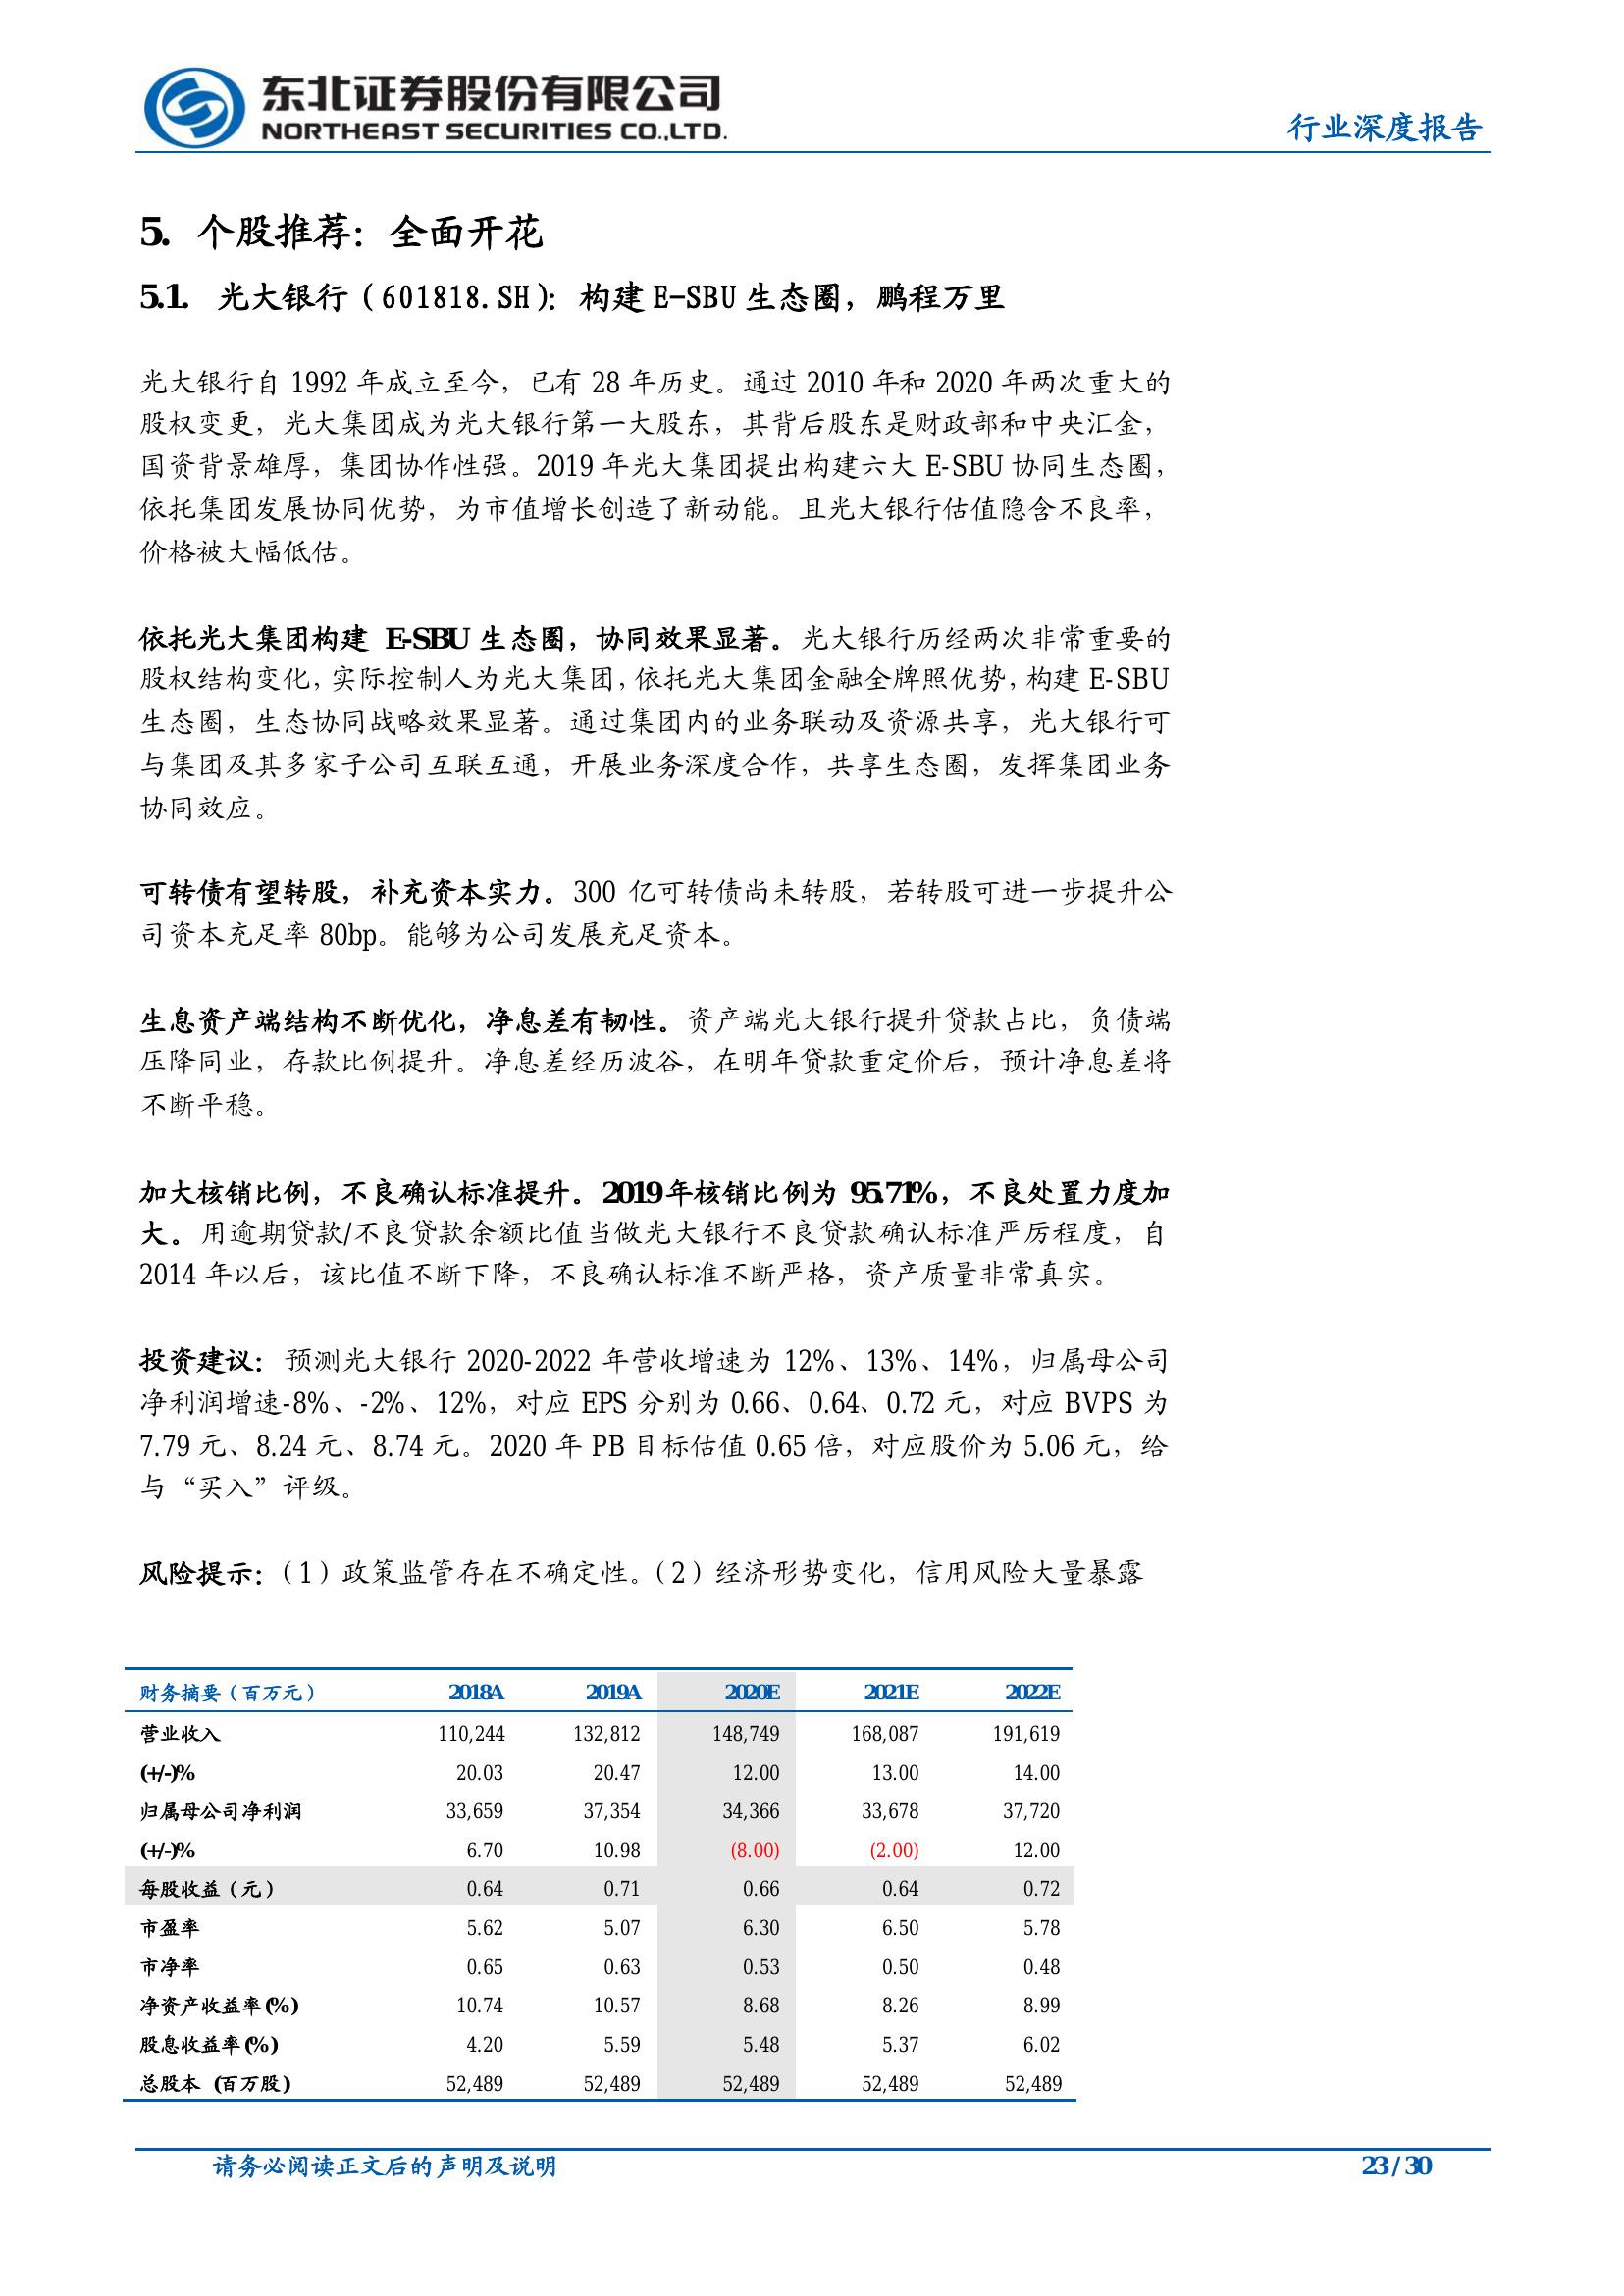 东北证券股份有限公司
NORTHEAST SECURITIES CO.,LTD.
行业深度报告
5. 个股推荐：全面开花
5.1. 光大银行（601818.SH）：构建 E-SBU 生态圈，鹏程万里
光大银行自 1992 年成立至今，已有 28 年历史。通过 2010 年和 2020 年两次重大的
股权变更，光大集团成为光大银行第一大股东，其背后股东是财政部和中央汇金，
国资背景雄厚，集团协作性强。2019 年光大集团提出构建六大 E-SBU 协同生态圈，
依托集团发展协同优势，为市值增长创造了新动能。且光大银行估值隐含不良率，
价格被大幅低估。
依托光大集团构建 E-SBU 生态圈，协同效果显著。光大银行历经两次非常重要的
股权结构变化，实际控制人为光大集团，依托光大集团金融全牌照优势，构建 E-SBU
生态圈，生态协同战略效果显著。通过集团内的业务联动及资源共享，光大银行可
与集团及其多家子公司互联互通，开展业务深度合作，共享生态圈，发挥集团业务
协同效应。
可转债有望转股，补充资本实力。300 亿可转债尚未转股，若转股可进一步提升公
司资本充足率 80bp。能够为公司发展充足资本。
生息资产端结构不断优化，净息差有韧性。资产端光大银行提升贷款占比，负债端
压降同业，存款比例提升。净息差经历波谷，在明年贷款重定价后，预计净息差将
不断平稳。
加大核销比例，不良确认标准提升。2019 年核销比例为 95.71%，不良处置力度加
大。用逾期贷款/不良贷款余额比值当做光大银行不良贷款确认标准严厉程度，自
2014 年以后，该比值不断下降，不良确认标准不断严格，资产质量非常真实。
投资建议：预测光大银行 2020-2022 年营收增速为 12%、13%、14%，归属母公司
净利润增速-8%、-2%、12%，对应 EPS 分别为 0.66、0.64、0.72 元，对应 BVPS 为
7.79 元、8.24 元、8.74 元。2020 年 PB 目标估值 0.65 倍，对应股价为 5.06 元，给
与“买入”评级。
风险提示：（1）政策监管存在不确定性。（2）经济形势变化，信用风险大量暴露
财务摘要（百万元） 2018A 2019A 2020E 2021E 2022E
营业收入 110,244 132,812 148,749 168,087 191,619
(+/-)% 20.03 20.47 12.00 13.00 14.00
归属母公司净利润 33,659 37,354 34,366 33,678 37,720
(+/-)% 6.70 10.98 (8.00) (2.00) 12.00
每股收益（元） 0.64 0.71 0.66 0.64 0.72
市盈率 5.62 5.07 6.30 6.50 5.78
市净率 0.65 0.63 0.53 0.50 0.48
净资产收益率(%) 10.74 10.57 8.68 8.26 8.99
股息收益率(%) 4.20 5.59 5.48 5.37 6.02
总股本 (百万股) 52,489 52,489 52,489 52,489 52,489
请务必阅读正文后的声明及说明
23 / 30